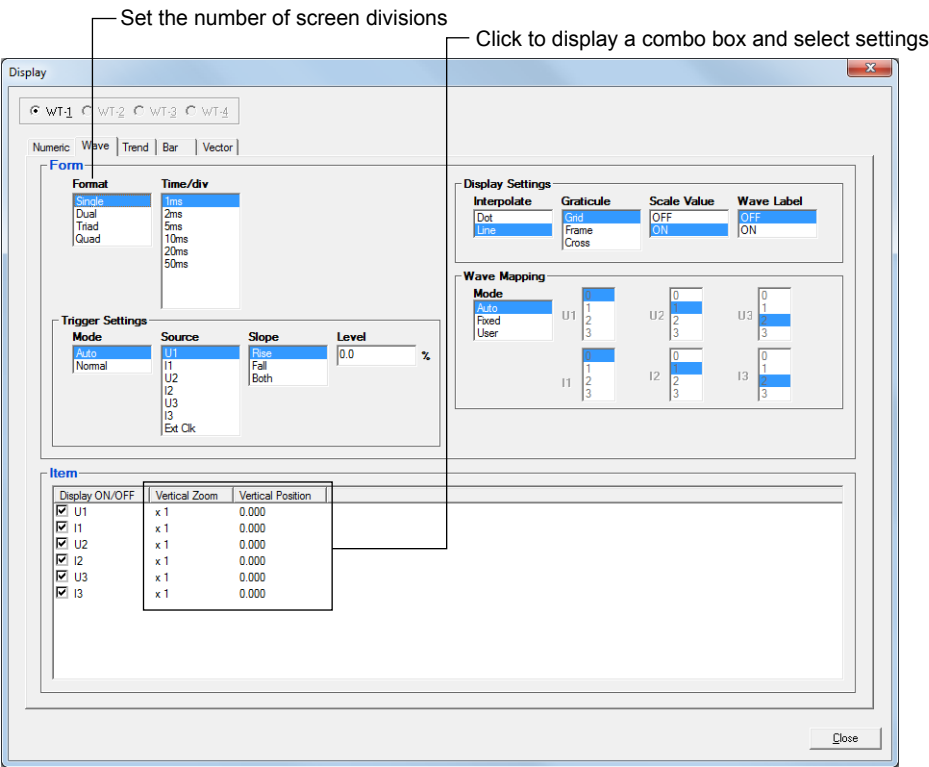 Set the number of screen divisions
Click to display a combo box and select settings
Display
WT-1 WT-2 WT-3 WT-4
Numeric Wave Trend Bar Vector
Form
Format
Single
Dual
Triad
Quad
Time/div
1ms
2ms
5ms
10ms
20ms
50ms
Trigger Settings
Mode
Auto
Normal
Source
U1
I1
U2
I2
U3
I3
Ext Clk
Slope
Rise
Fall
Both
Level
0.0 %
Display Settings
Interpolate
Dot
Line
Graticule
Grid
Frame
Cross
Scale Value
OFF
ON
Wave Label
OFF
ON
Wave Mapping
Mode
Auto
Fixed
User
U1
0
1
2
3
U2
0
1
2
3
U3
0
1
2
3
I1
0
1
2
3
I2
0
1
2
3
I3
0
1
2
3
Item
Display ON/OFF Vertical Zoom Vertical Position
U1 x 1 0.000
I1 x 1 0.000
U2 x 1 0.000
I2 x 1 0.000
U3 x 1 0.000
I3 x 1 0.000
Close